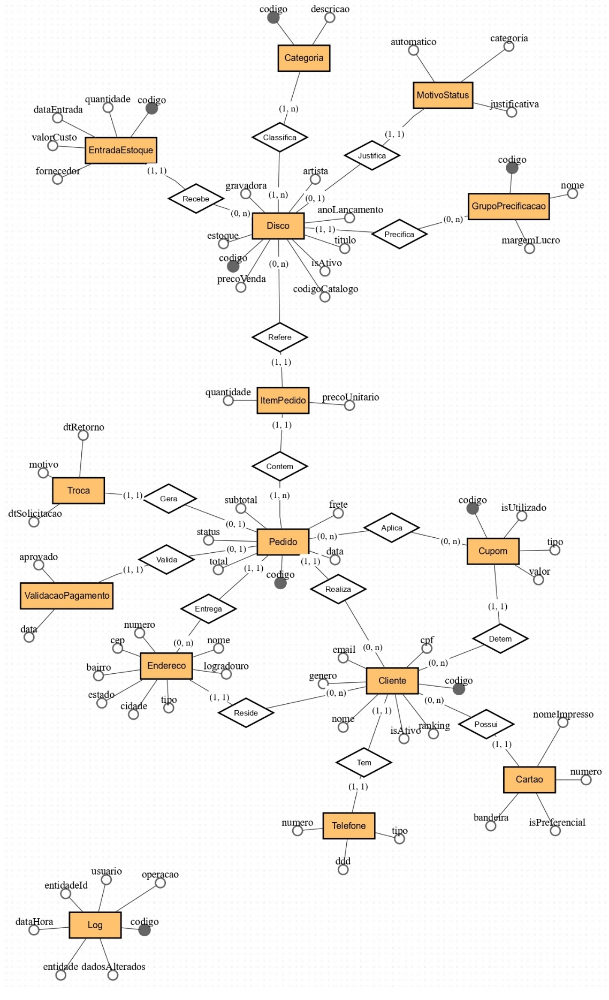 codigo
descricao
Categoria
automatico
categoria
MotivoStatus
justificativa
(1, n)
(1, 1)
Classifica
Justifica
dataEntrada
quantidade
codigo
valorCusto
EntradaEstoque
fornecedor
(1, 1)
Recebe
(0, n)
codigo
nome
GrupoPrecificacao
margemLucro
(0, n)
Precifica
(1, 1)
gravadora
(1, n)
artista
(0, 1)
anoLancamento
Disco
estoque
titulo
codigo
(0, n)
isAtivo
precoVenda
codigoCatalogo
Refere
(1, 1)
quantidade
ItemPedido
precoUnitario
(1, 1)
Contem
(1, n)
dtRetorno
motivo
Troca
dtSolicitacao
(1, 1)
Gera
(0, 1)
subtotal
frete
status
Pedido
(0, n)
Aplica
(0, n)
codigo
isUtilizado
Cupom
tipo
valor
aprovado
(1, 1)
Valida
(0, 1)
total
(1, 1)
codigo
(1, 1)
data
ValidacaoPagamento
data
Realiza
Entrega
(1, 1)
Detem
numero
cep
(0, n)
nome
bairro
Endereco
logradouro
estado
cidade
tipo
(1, 1)
Reside
(0, n)
email
(0, n)
cpf
(0, n)
genero
Cliente
codigo
(0, n)
nome
(1, 1)
isAtivo
ranking
Possui
nomeImpresso
(1, 1)
Tem
(1, 1)
Cartao
numero
bandeira
isPreferencial
numero
Telefone
tipo
ddd
usuario
operacao
entidadeId
dataHora
Log
codigo
entidade
dadosAlterados